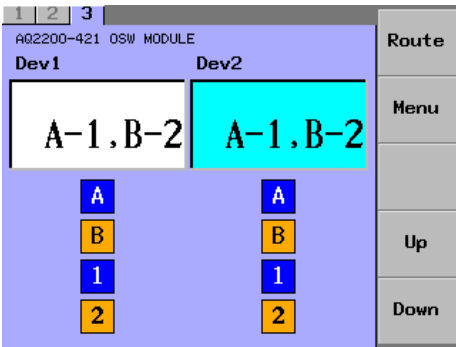 1 2 3
AQ2200-421 OSW MODULE
Dev1 Dev2
A-1,B-2 A-1,B-2
A A
B B
1 1
2 2
Route
Menu
Up
Down